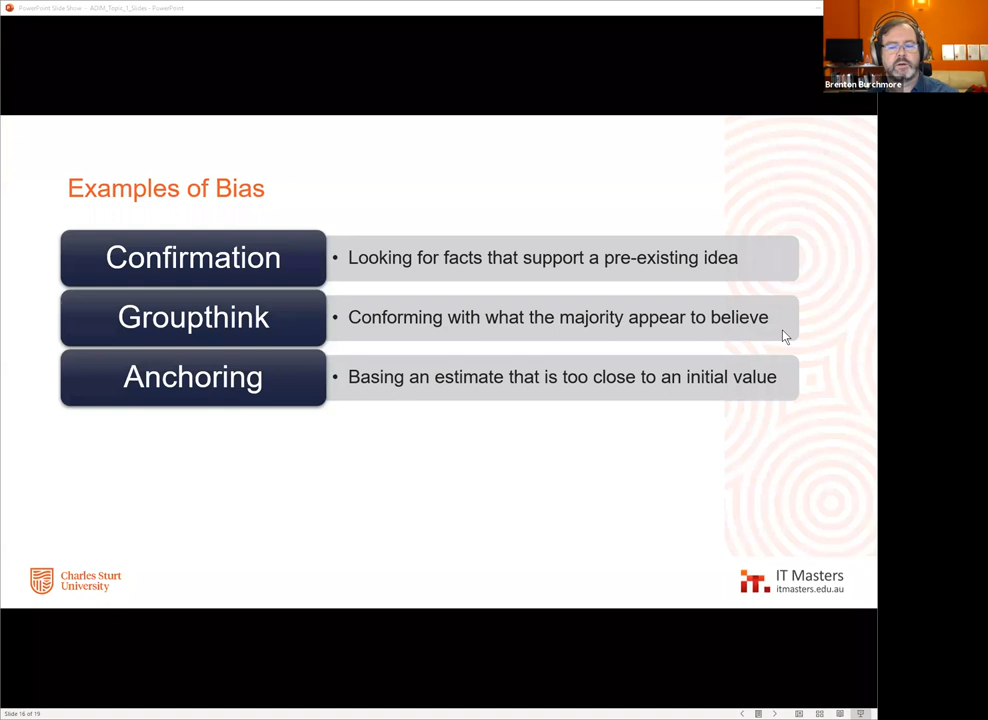 PowerPoint Slide Show - ADIM_Topic_1_Slides - PowerPoint
Brenton Burchmore
Examples of Bias
Confirmation
• Looking for facts that support a pre-existing idea
Groupthink
• Conforming with what the majority appear to believe
Anchoring
• Basing an estimate that is too close to an initial value
Charles Sturt
University
IT Masters
itmasters.edu.au
Slide 16 of 19